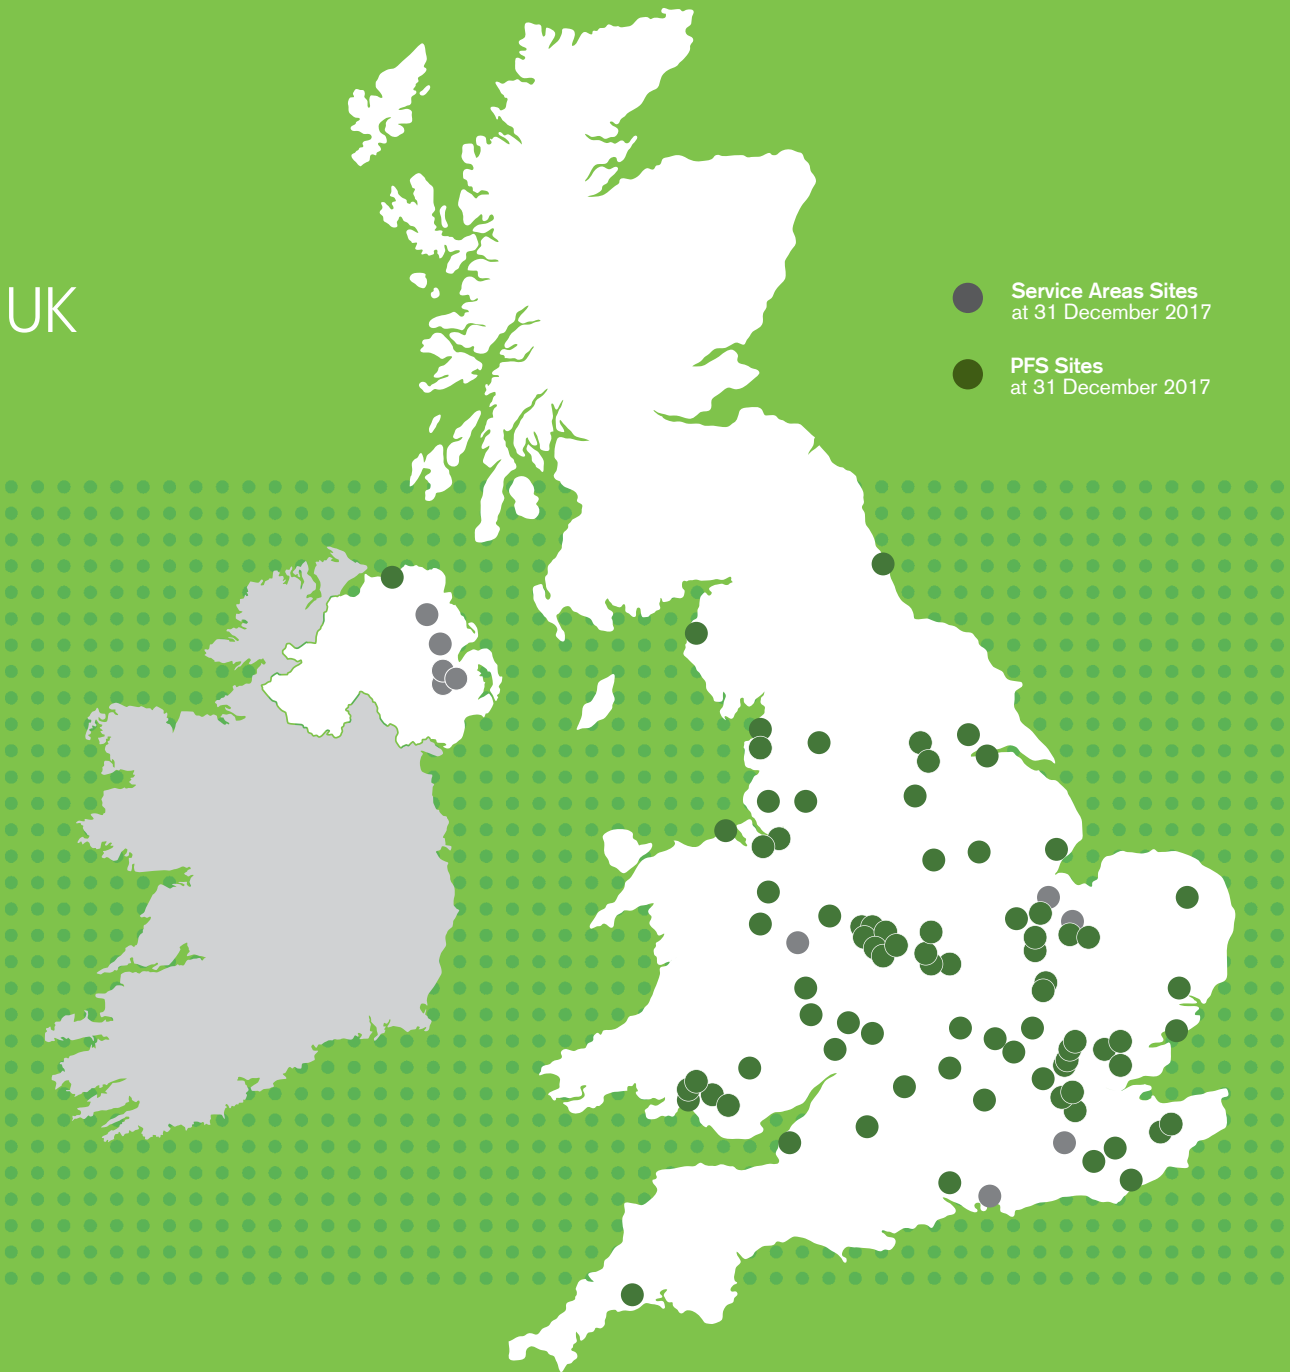 UK
Service Areas Sites
at 31 December 2017
PFS Sites
at 31 December 2017